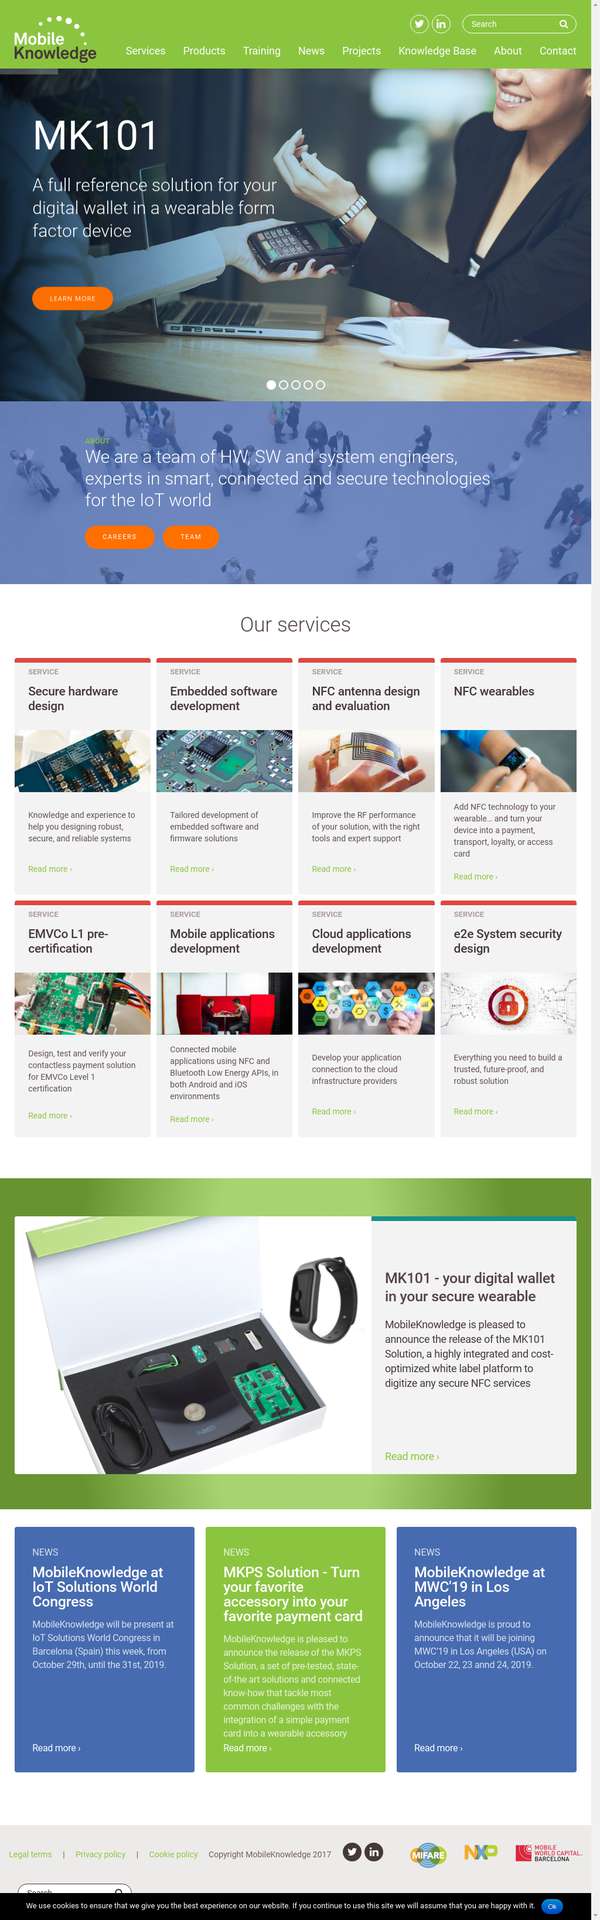 Search
Mobile
Knowledge
Services Products Training News Projects Knowledge Base About Contact
MK101
A full reference solution for your
digital wallet in a wearable form
factor device
LEARN MORE
ABOUT
We are a team of HW, SW and system engineers,
experts in smart, connected and secure technologies
for the IoT world
CAREERS TEAM
Our services
SERVICE
Secure hardware
design
Knowledge and experience to
help you designing robust,
secure, and reliable systems
Read more ›
SERVICE
Embedded software
development
Tailored development of
embedded software and
firmware solutions
Read more ›
SERVICE
NFC antenna design
and evaluation
Improve the RF performance
of your solution, with the right
tools and expert support
Read more ›
SERVICE
NFC wearables
Add NFC technology to your
wearable... and turn your
device into a payment,
transport, loyalty, or access
card
Read more ›
SERVICE
EMVCo L1 pre-
certification
Design, test and verify your
contactless payment solution
for EMVCo Level 1
certification
Read more ›
SERVICE
Mobile applications
development
Connected mobile
applications using NFC and
Bluetooth Low Energy APIs, in
both Android and iOS
environments
Read more ›
SERVICE
Cloud applications
development
Develop your application
connection to the cloud
infrastructure providers
Read more ›
SERVICE
e2e System security
design
Everything you need to build a
trusted, future-proof, and
robust solution
Read more ›
MK101 - your digital wallet
in your secure wearable
MobileKnowledge is pleased to
announce the release of the MK101
Solution, a highly integrated and cost-
optimized white label platform to
digitize any secure NFC services
Read more ›
NEWS
MobileKnowledge at
IoT Solutions World
Congress
MobileKnowledge will be present at
IoT Solutions World Congress in
Barcelona (Spain) this week, from
October 29th, until the 31st, 2019.
Read more ›
NEWS
MKPS Solution - Turn
your favorite
accessory into your
favorite payment card
MobileKnowledge is pleased to
announce the release of the MKPS
Solution, a set of pre-tested, state-
of-the art solutions and connected
know-how that tackle most
common challenges with the
integration of a simple payment
card into a wearable accessory
Read more ›
NEWS
MobileKnowledge at
MWC'19 in Los
Angeles
MobileKnowledge is proud to
announce that it will be joining
MWC'19 in Los Angeles (USA) on
October 22, 23 annd 24, 2019.
Read more ›
Legal terms | Privacy policy | Cookie policy Copyright MobileKnowledge 2017
MIFARE
NXP
MOBILE
WORLD CAPITAL.
BARCELONA
Search
We use cookies to ensure that we give you the best experience on our website. If you continue to use this site we will assume that you are happy with it. Ok